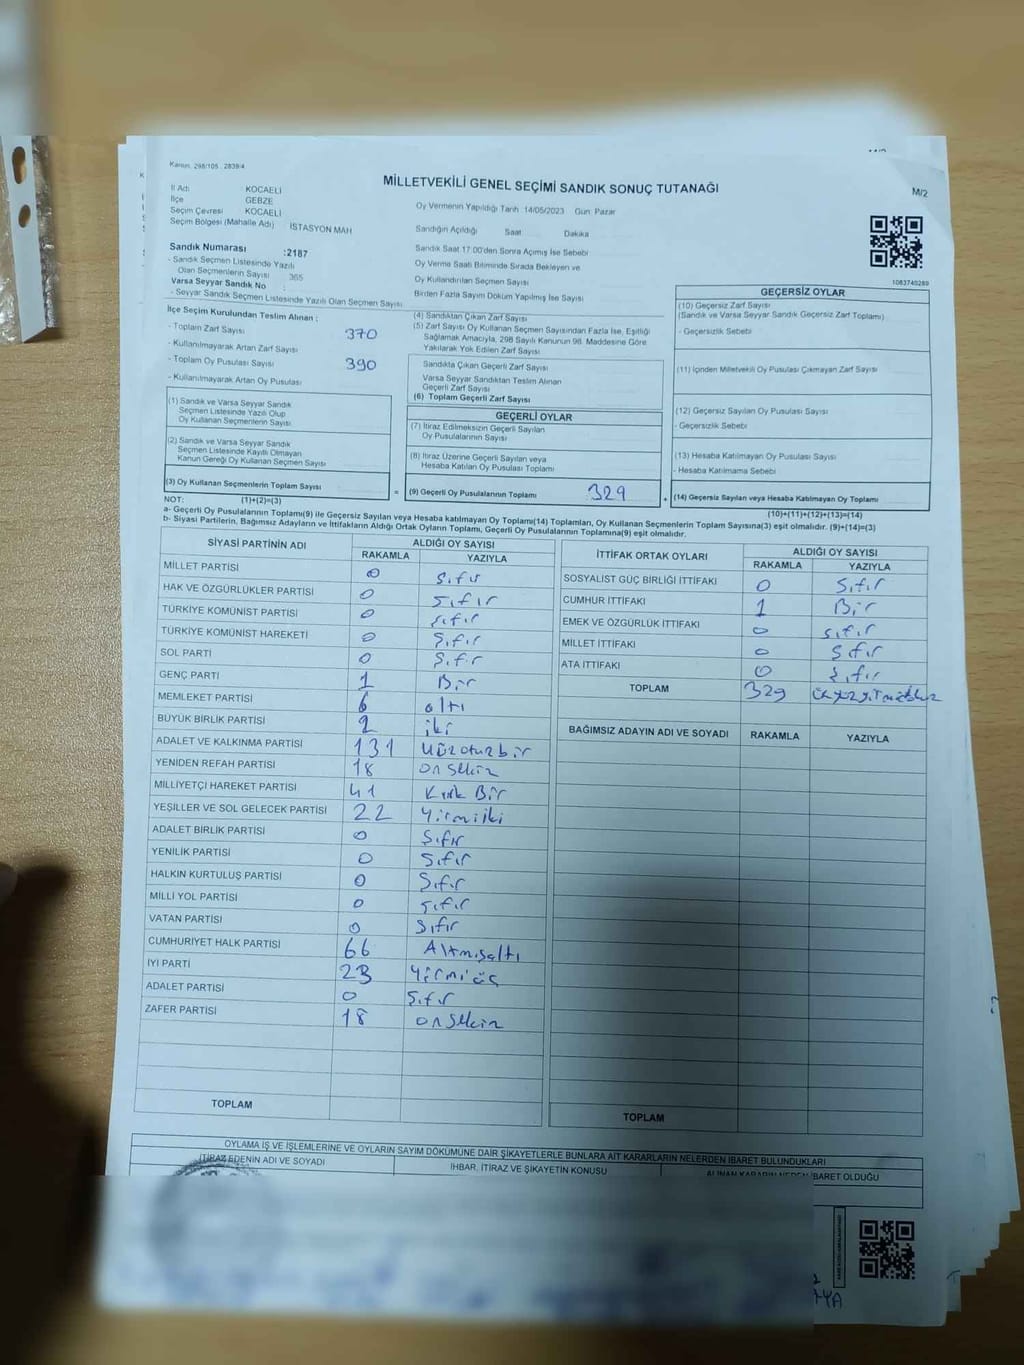 Kanun, 298/105 , 2839/4
MİLLETVEKİLİ GENEL SEÇİMİ SANDIK SONUÇ TUTANAĞI
M/2
İl Adı : KOCAELİ
İlçe : GEBZE
Seçim Çevresi : KOCAELİ
Seçim Bölgesi (Mahalle Adı) : İSTASYON MAH
Oy Vermenin Yapıldığı Tarih 14/05/2023 Gün: Pazar
Sandığın Açıldığı Saat Dakika
Sandık Saat 17:00'den Sonra Açımış İse Sebebi
Oy Verme Saati Bitiminde Sırada Bekleyen ve
Oy Kullandırılan Seçmen Sayısı
Birden Fazla Sayım Döküm Yapılmış İse Sayısı
1083740289
Sandık Numarası :2187
- Sandık Seçmen Listesinde Yazılı
Olan Seçmenlerin Sayısı : 365
Varsa Seyyar Sandık No :
- Seyyar Sandık Seçmen Listesinde Yazılı Olan Seçmen Sayısı
İlçe Seçim Kurulundan Teslim Alınan :
- Toplam Zarf Sayısı 370
- Kullanılmayarak Artan Zarf Sayısı
- Toplam Oy Pusulası Sayısı 390
- Kullanılmayarak Artan Oy Pusulası
(1) Sandık ve Varsa Seyyar Sandık
Seçmen Listesinde Yazılı Olup
Oy Kullanan Seçmenlerin Sayısı
(2) Sandık ve Varsa Seyyar Sandık
Seçmen Listesinde Kayıtlı Olmayan
Kanun Gereği Oy Kullanan Seçmen Sayısı
(3) Oy Kullanan Seçmenlerin Toplam Sayısı
(1)+(2)=(3)
(4) Sandıktan Çıkan Zarf Sayısı
(5) Zarf Sayısı Oy Kullanan Seçmen Sayısından Fazla İse, Eşitliği
Sağlamak Amacıyla, 298 Sayılı Kanunun 98. Maddesine Göre
Yakılarak Yok Edilen Zarf Sayısı
Sandıkta Çıkan Geçerli Zarf Sayısı
Varsa Seyyar Sandıktan Teslim Alınan
Geçerli Zarf Sayısı
(6) Toplam Geçerli Zarf Sayısı
GEÇERLİ OYLAR
(7) İtiraz Edilmeksizin Geçerli Sayılan
Oy Pusulalarının Sayısı
(8) İtiraz Üzerine Geçerli Sayılan veya
Hesaba Katılan Oy Pusulası Toplamı
= (9) Geçerli Oy Pusulalarının Toplamı 329 +
GEÇERSİZ OYLAR
(10) Geçersiz Zarf Sayısı
(Sandık ve Varsa Seyyar Sandık Geçersiz Zarf Toplamı)
- Geçersizlik Sebebi
(11) İçinden Milletvekili Oy Pusulası Çıkmayan Zarf Sayısı
(12) Geçersiz Sayılan Oy Pusulası Sayısı
- Geçersizlik Sebebi
(13) Hesaba Katılmayan Oy Pusulası Sayısı
- Hesaba Katılmama Sebebi
(14) Geçersiz Sayılan veya Hesaba Katılmayan Oy Toplamı
(10)+(11)+(12)+(13)=(14)
NOT:
a- Geçerli Oy Pusulalarının Toplamı(9) ile Geçersiz Sayılan veya Hesaba katılmayan Oy Toplamı(14) Toplamları, Oy Kullanan Seçmenlerin Toplam Sayısına(3) eşit olmalıdır. (9)+(14)=(3)
b- Siyasi Partilerin, Bağımsız Adayların ve İttifakların Aldığı Ortak Oyların Toplamı, Geçerli Oy Pusulalarının Toplamına(9) eşit olmalıdır.
SİYASİ PARTİNİN ADI ALDIĞI OY SAYISI
RAKAMLA YAZIYLA
MİLLET PARTİSİ 0 Sıfır
HAK VE ÖZGÜRLÜKLER PARTİSİ 0 Sıfır
TÜRKİYE KOMÜNİST PARTİSİ 0 Sıfır
TÜRKİYE KOMÜNİST HAREKETİ 0 Sıfır
SOL PARTİ 0 Sıfır
GENÇ PARTİ 1 Bir
MEMLEKET PARTİSİ 6 altı
BÜYÜK BİRLİK PARTİSİ 2 iki
ADALET VE KALKINMA PARTİSİ 131 Yüzotuzbir
YENİDEN REFAH PARTİSİ 18 onsekiz
MİLLİYETÇİ HAREKET PARTİSİ 41 Kırk Bir
YEŞİLLER VE SOL GELECEK PARTİSİ 22 Yirmiiki
ADALET BİRLİK PARTİSİ 0 Sıfır
YENİLİK PARTİSİ 0 Sıfır
HALKIN KURTULUŞ PARTİSİ 0 Sıfır
MİLLİ YOL PARTİSİ 0 Sıfır
VATAN PARTİSİ 0 Sıfır
CUMHURİYET HALK PARTİSİ 66 Altmışaltı
İYİ PARTİ 23 Yirmiüç
ADALET PARTİSİ 0 Sıfır
ZAFER PARTİSİ 18 onsekiz
TOPLAM
İTTİFAK ORTAK OYLARI ALDIĞI OY SAYISI
RAKAMLA YAZIYLA
SOSYALİST GÜÇ BİRLİĞİ İTTİFAKI 0 Sıfır
CUMHUR İTTİFAKI 1 Bir
EMEK VE ÖZGÜRLÜK İTTİFAKI 0 Sıfır
MİLLET İTTİFAKI 0 Sıfır
ATA İTTİFAKI 0 Sıfır
TOPLAM 329
BAĞIMSIZ ADAYIN ADI VE SOYADI RAKAMLA YAZIYLA
TOPLAM
OYLAMA İŞ VE İŞLEMLERİNE VE OYLARIN SAYIM DÖKÜMÜNE DAİR ŞİKAYETLERLE BUNLARA AİT KARARLARIN NELERDEN İBARET BULUNDUKLARI
İTİRAZ EDENİN ADI VE SOYADI İHBAR, İTİRAZ VE ŞİKAYETİN KONUSU ALINAN KARARIN NEDEN İBARET OLDUĞU